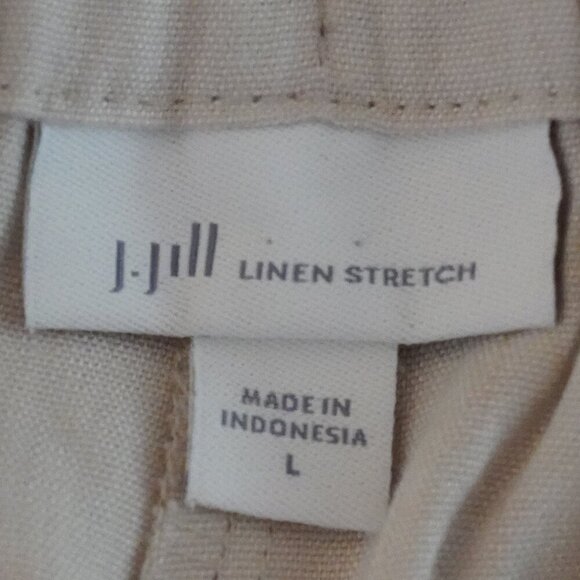 J.Jill LINEN STRETCH
MADE IN
INDONESIA
L